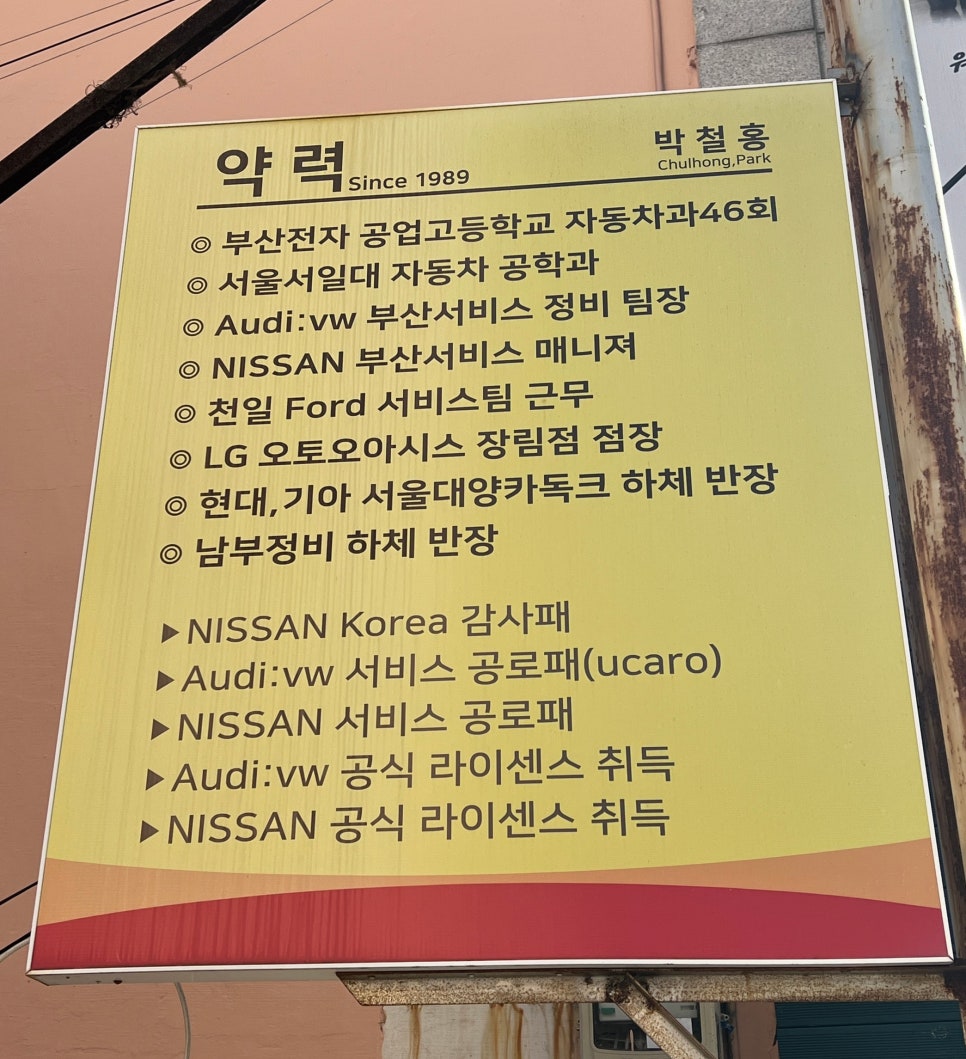 약력 Since 1989
박철홍
Chulhong,Park
◎ 부산전자 공업고등학교 자동차과46회
◎ 서울서일대 자동차 공학과
◎ Audi:vw 부산서비스 정비 팀장
◎ NISSAN 부산서비스 매니져
◎ 천일 Ford 서비스팀 근무
◎ LG 오토오아시스 장림점 점장
◎ 현대,기아 서울대양카독크 하체 반장
◎ 남부정비 하체 반장
▶NISSAN Korea 감사패
▶Audi:vw 서비스 공로패(ucaro)
▶NISSAN 서비스 공로패
▶Audi:vw 공식 라이센스 취득
▶NISSAN 공식 라이센스 취득